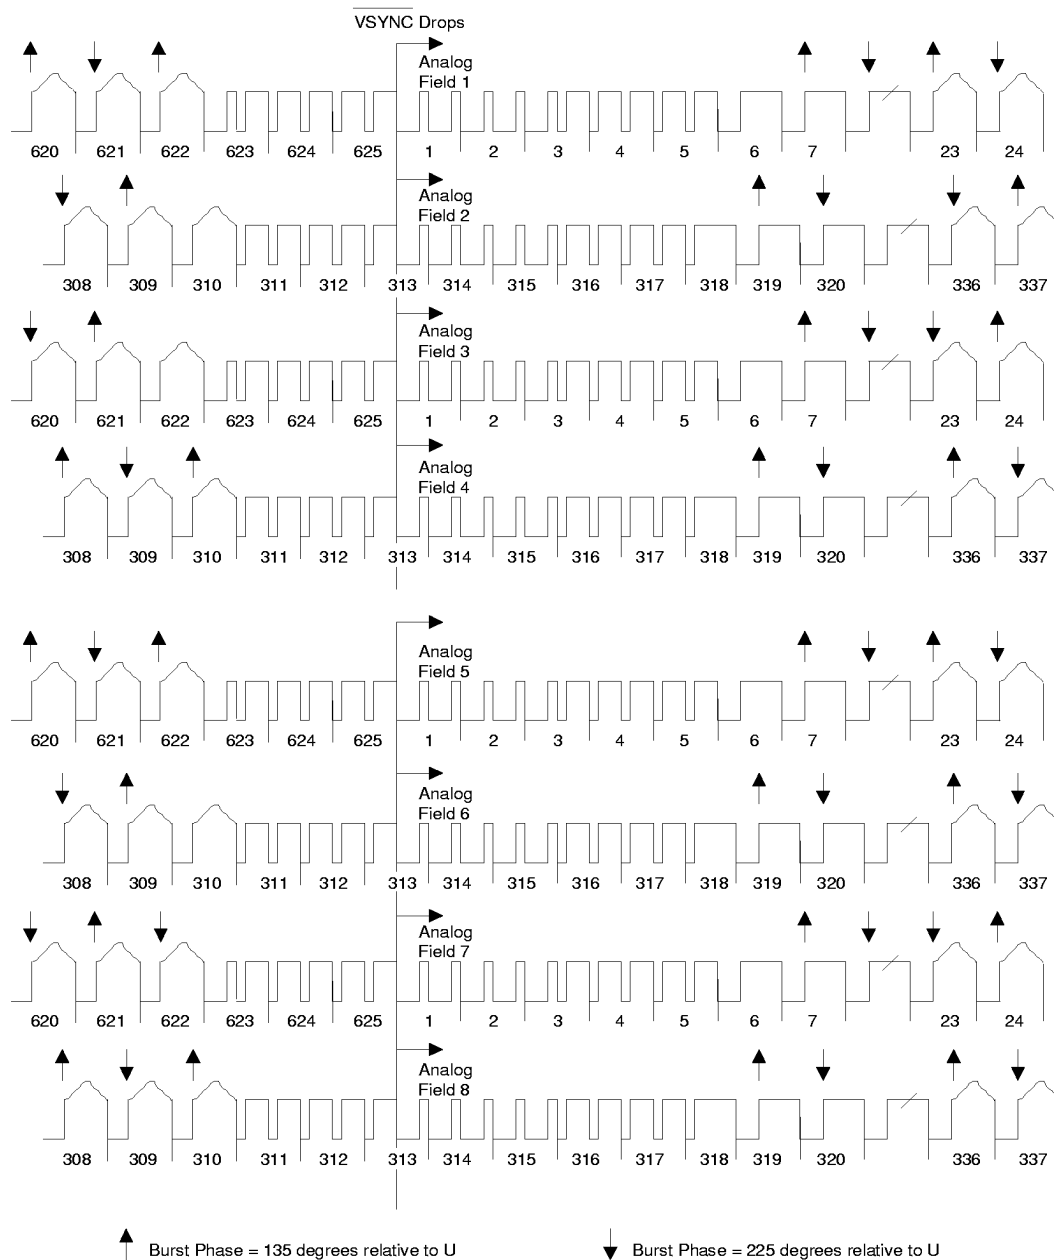 VSYNC Drops
Analog
Field 1
620 621 622 623 624 625 1 2 3 4 5 6 7 23 24
Analog
Field 2
308 309 310 311 312 313 314 315 316 317 318 319 320 336 337
Analog
Field 3
620 621 622 623 624 625 1 2 3 4 5 6 7 23 24
Analog
Field 4
308 309 310 311 312 313 314 315 316 317 318 319 320 336 337
Analog
Field 5
620 621 622 623 624 625 1 2 3 4 5 6 7 23 24
Analog
Field 6
308 309 310 311 312 313 314 315 316 317 318 319 320 336 337
Analog
Field 7
620 621 622 623 624 625 1 2 3 4 5 6 7 23 24
Analog
Field 8
308 309 310 311 312 313 314 315 316 317 318 319 320 336 337
Burst Phase = 135 degrees relative to U Burst Phase = 225 degrees relative to U